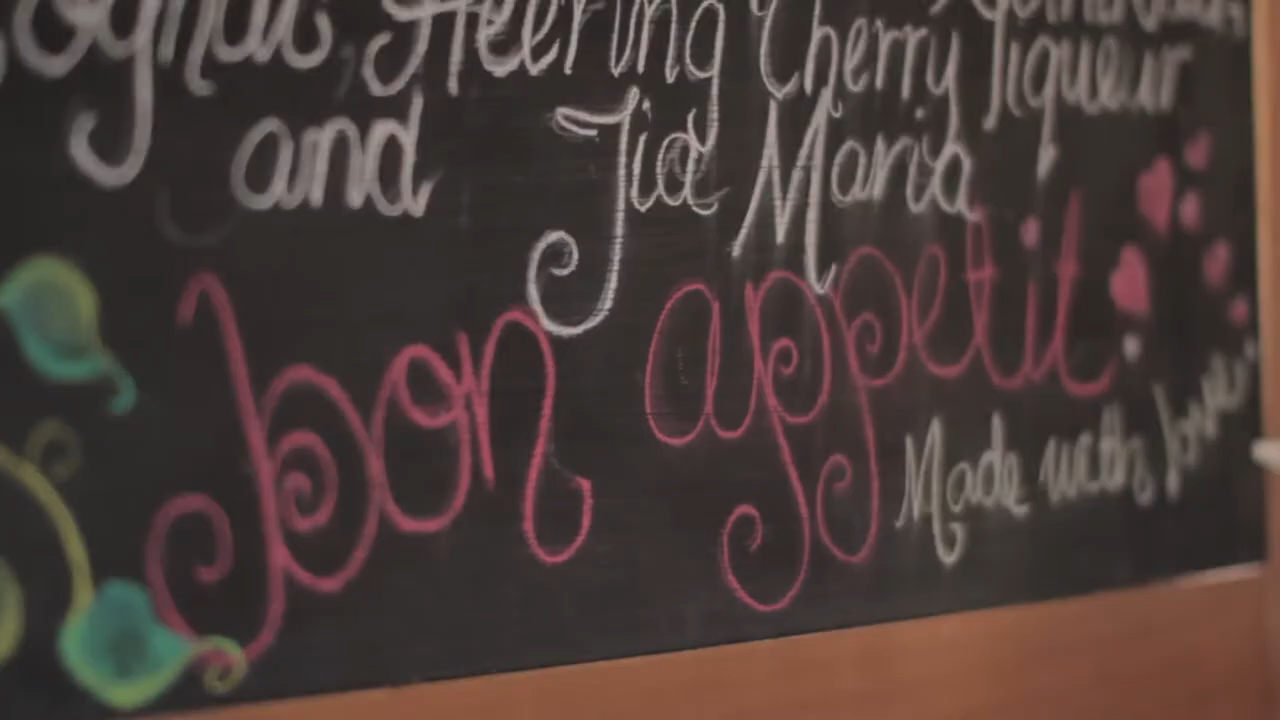 Heering Cherry liqueur
and Tia Maria
bon appetit
Made with love